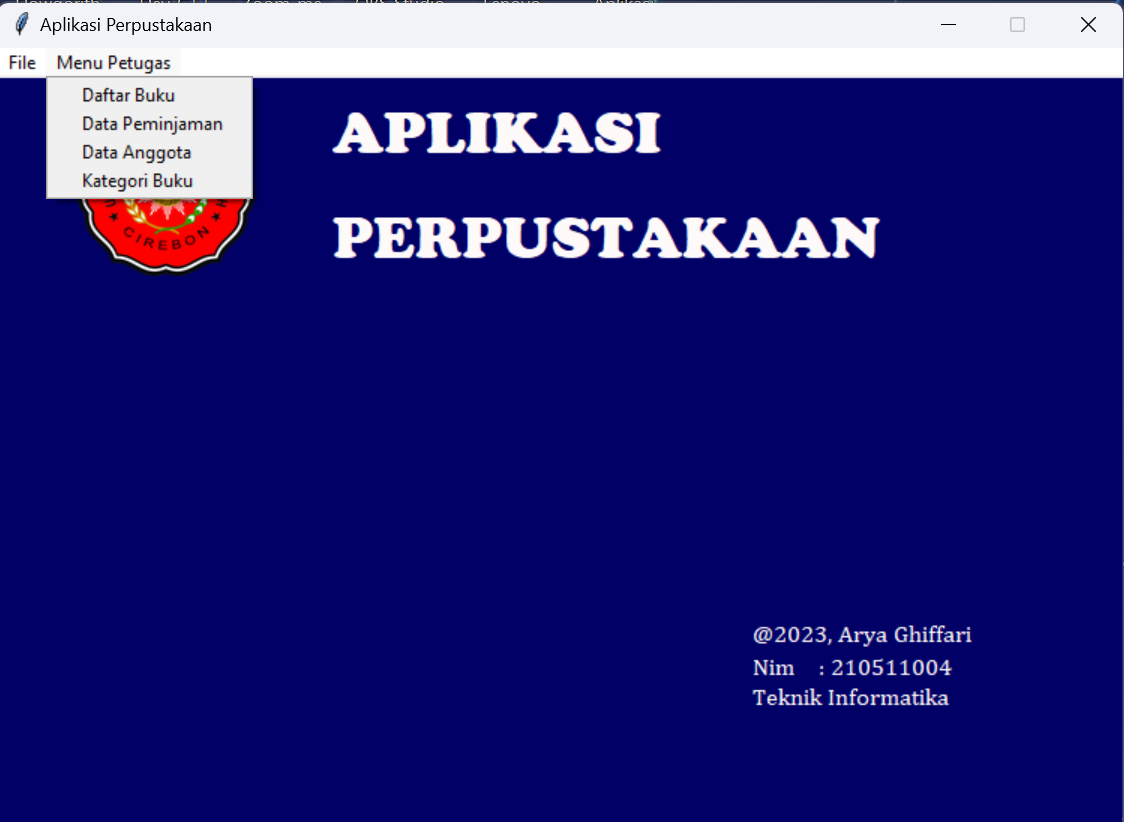 Aplikasi Perpustakaan
File Menu Petugas
Daftar Buku
Data Peminjaman
Data Anggota
Kategori Buku
APLIKASI
PERPUSTAKAAN
CIREBON
@2023, Arya Ghiffari
Nim : 210511004
Teknik Informatika